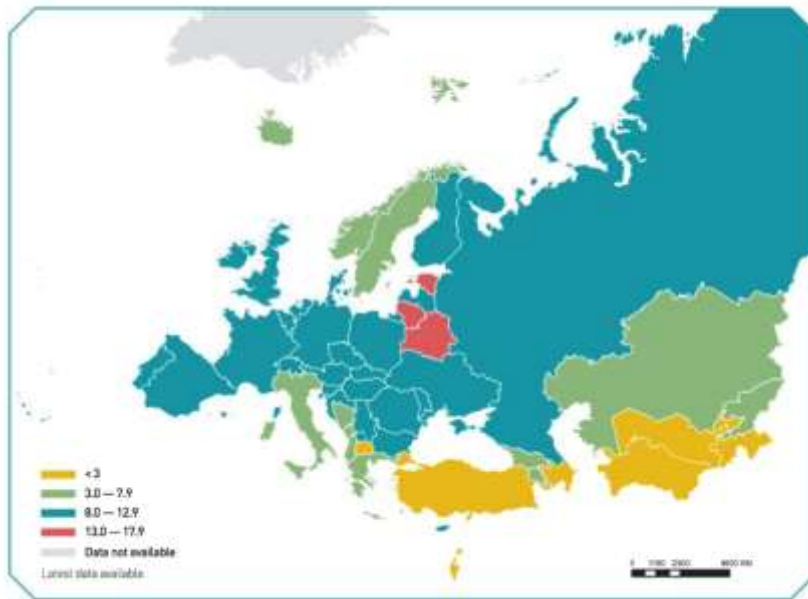 < 3
3.0 — 7.9
8.0 — 12.9
13.0 — 17.9
Data not available
Latest data available